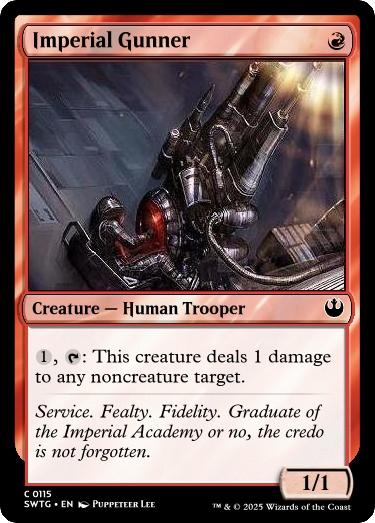 Imperial Gunner
Creature — Human Trooper
1, : This creature deals 1 damage
to any noncreature target.
Service. Fealty. Fidelity. Graduate of
the Imperial Academy or no, the credo
is not forgotten.
1/1
C 0115
SWTG • EN Puppeteer Lee
™ & © 2025 Wizards of the Coast